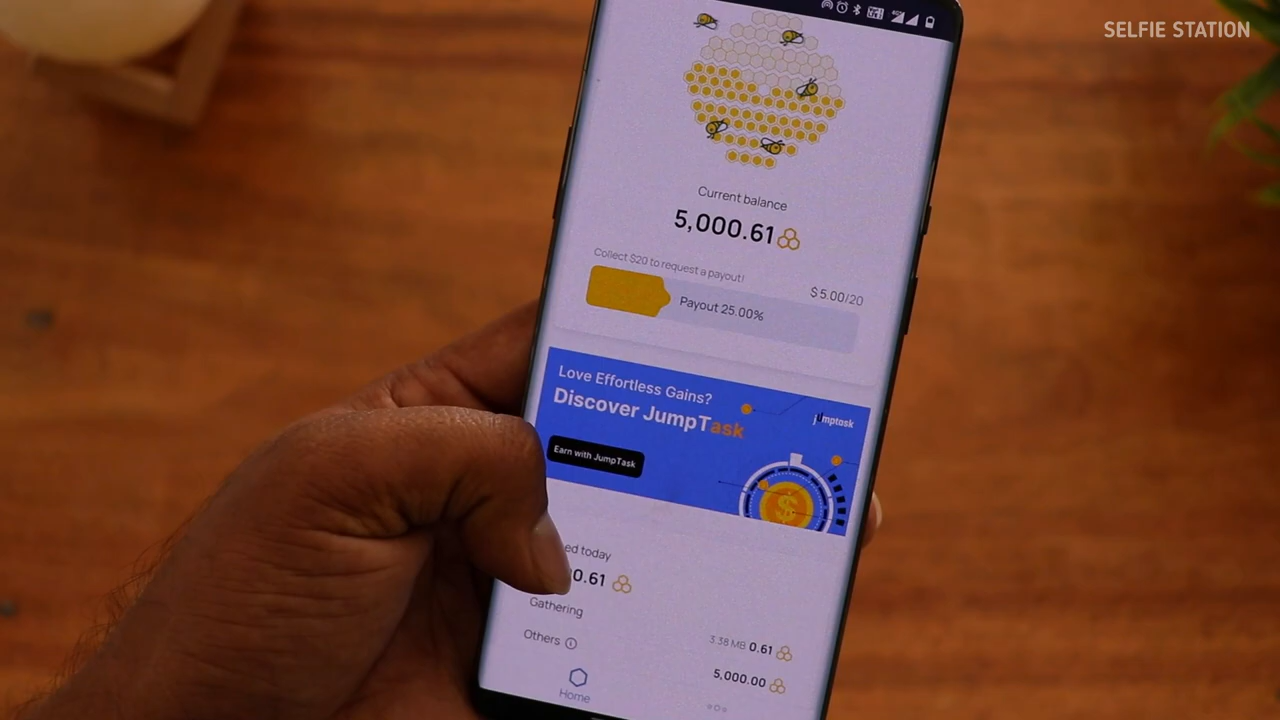 SELFIE STATION
Current balance
5,000.61
Collect $20 to request a payout!
$ 5.00/20
Payout 25.00%
Love Effortless Gains?
Discover JumpTask
jumptask
Earn with JumpTask
ed today
0.61
Gathering
3.38 MB 0.61
Others
5,000.00
Home